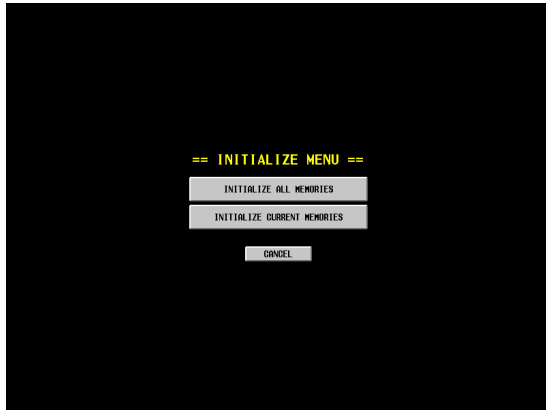 == INITIALIZE MENU ==
INITIALIZE ALL MEMORIES
INITIALIZE CURRENT MEMORIES
CANCEL